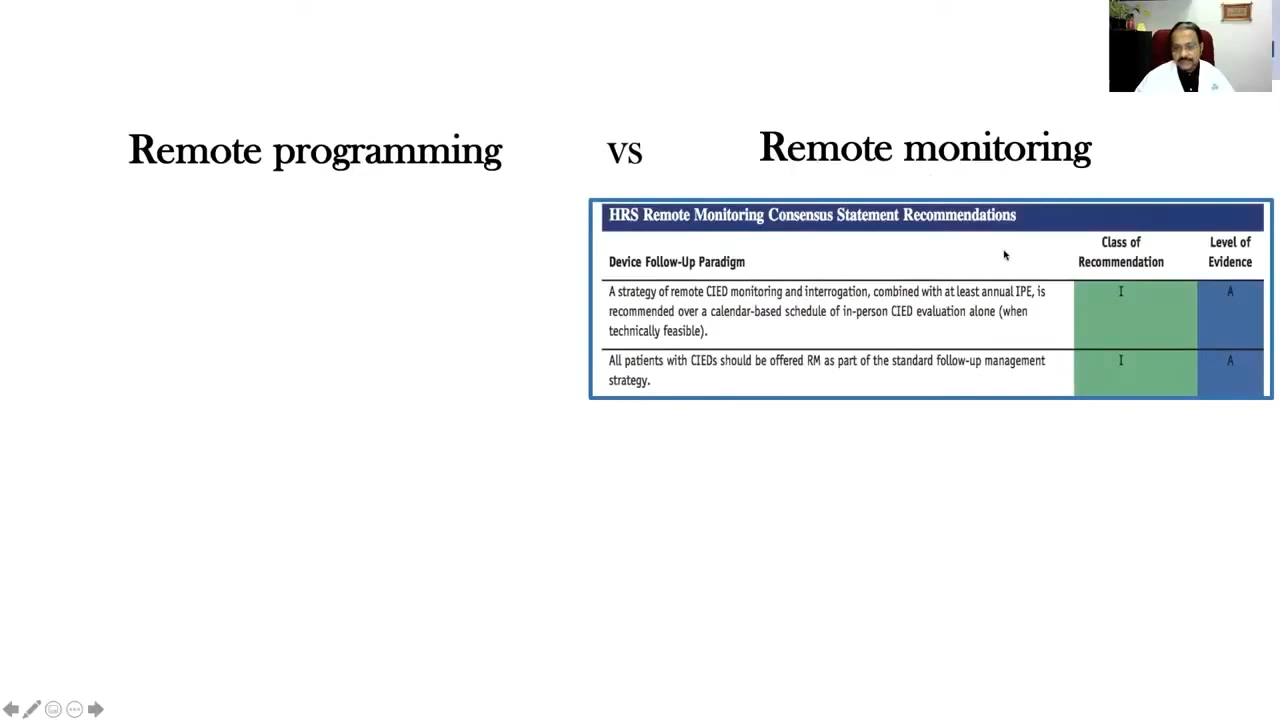 Remote programming
vs
Remote monitoring
HRS Remote Monitoring Consensus Statement Recommendations
Device Follow-Up Paradigm
Class of
Recommendation
Level of
Evidence
A strategy of remote CIED monitoring and interrogation, combined with at least annual IPE, is
recommended over a calendar-based schedule of in-person CIED evaluation alone (when
technically feasible).
I
A
All patients with CIEDs should be offered RM as part of the standard follow-up management
strategy.
I
A